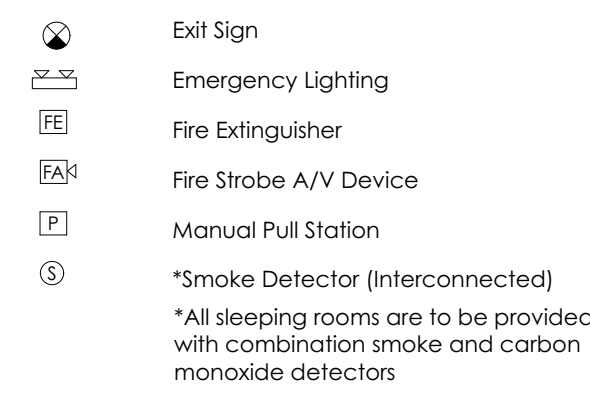 Exit Sign
Emergency Lighting
FE Fire Extinguisher
FA Fire Strobe A/V Device
P Manual Pull Station
S *Smoke Detector (Interconnected)
*All sleeping rooms are to be provided
with combination smoke and carbon
monoxide detectors